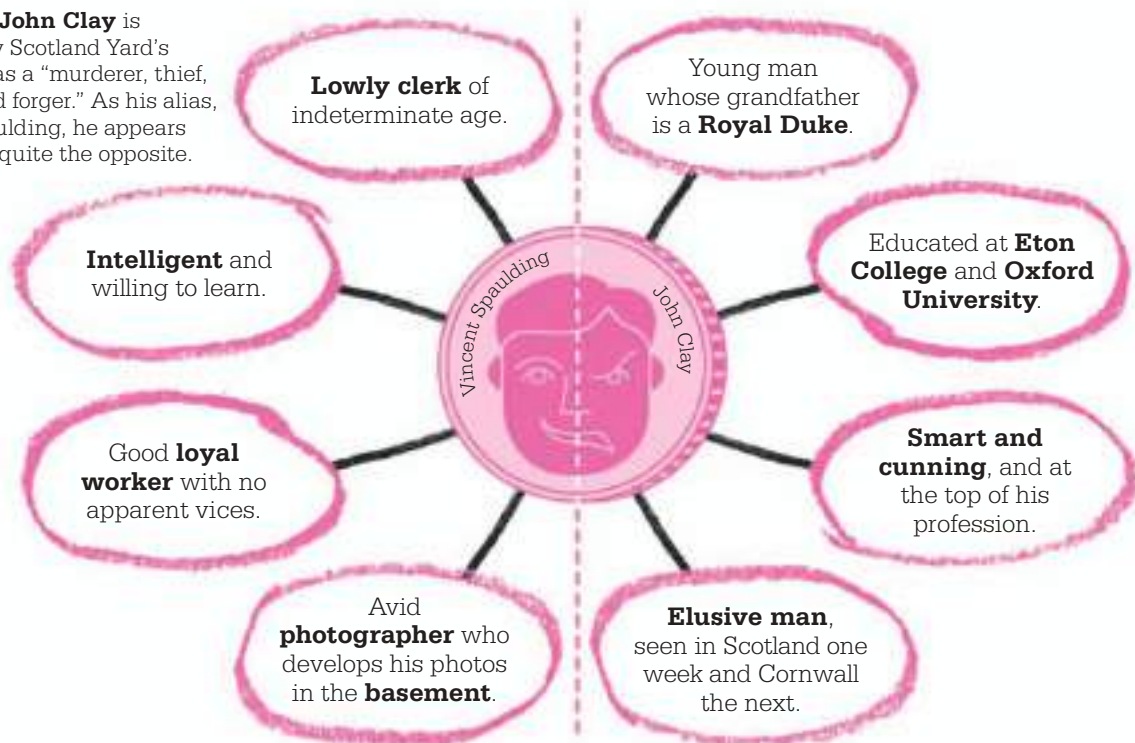 John Clay is
Scotland Yard's
as a "murderer, thief,
forger." As his alias,
he appears
quite the opposite.
Lowly clerk of
indeterminate age.
Young man
whose grandfather
is a Royal Duke.
Intelligent and
willing to learn.
Educated at Eton
College and Oxford
University.
Vincent Spaulding
John Clay
Good loyal
worker with no
apparent vices.
Smart and
cunning, and at
the top of his
profession.
Avid
photographer who
develops his photos
in the basement.
Elusive man,
seen in Scotland one
week and Cornwall
the next.